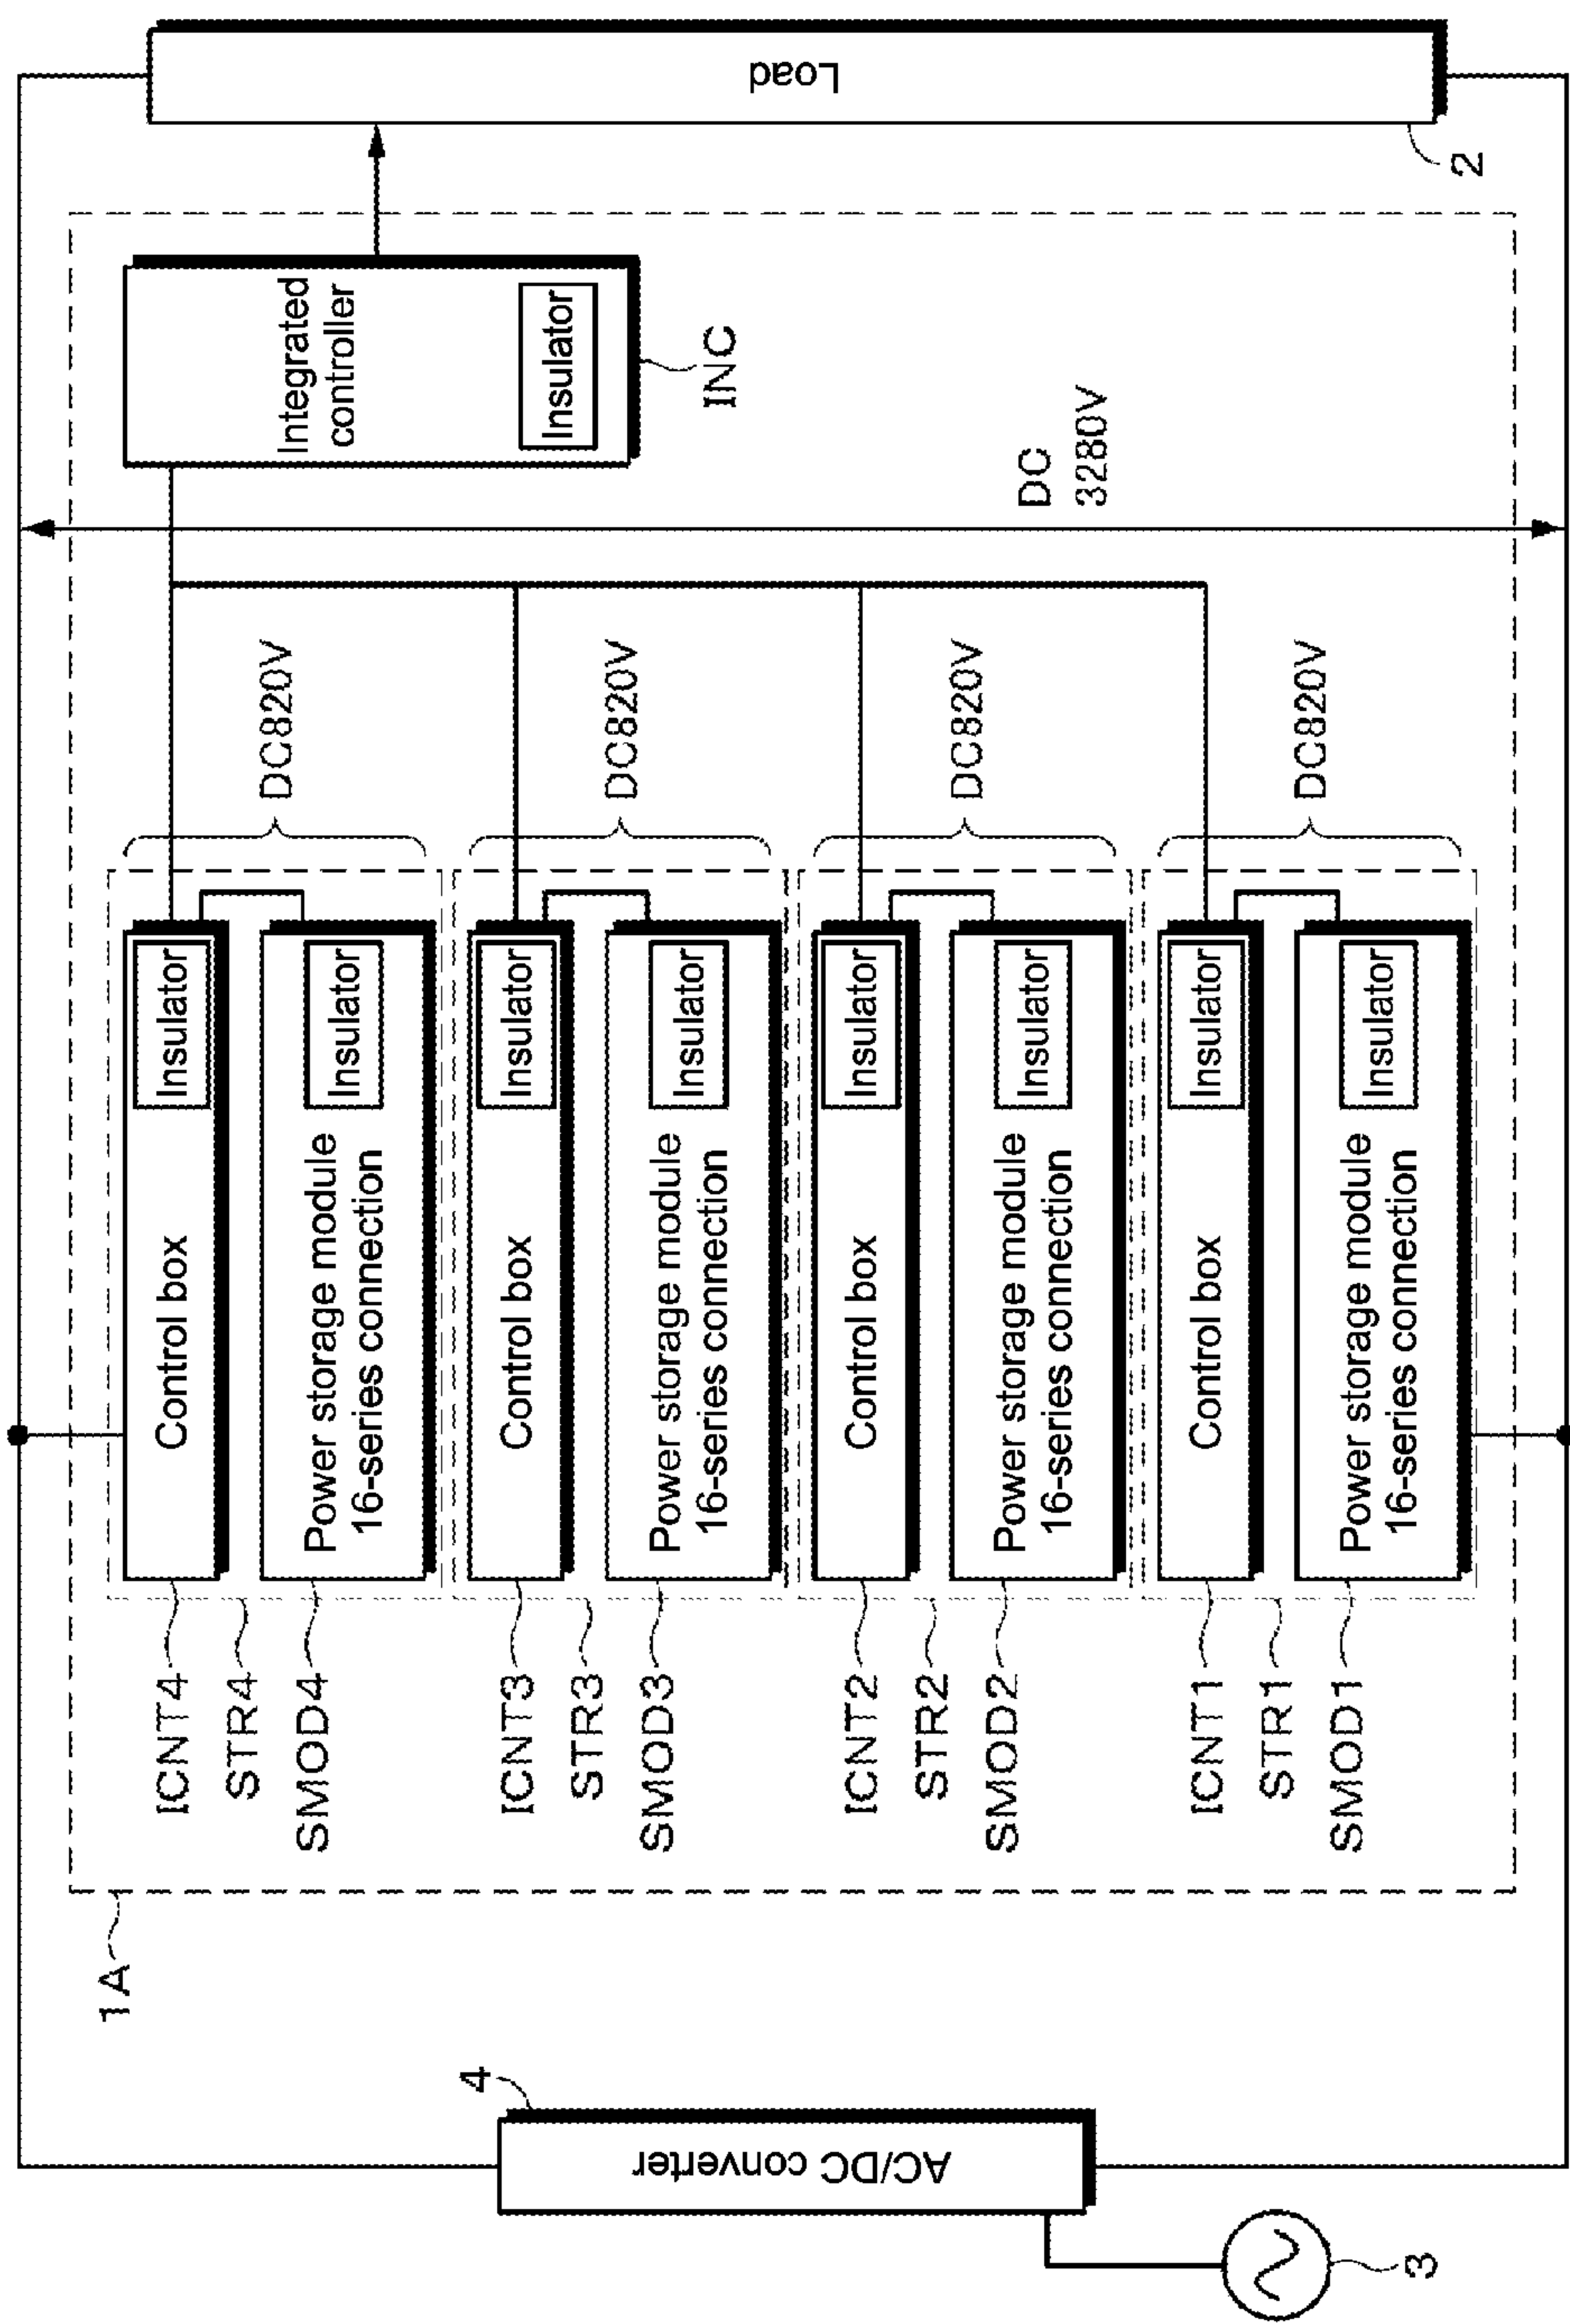 1A
ICNT4
STR4
SMOD4
Control box
Insulator
Power storage module
16-series connection
Insulator
DC820V
ICNT3
STR3
SMOD3
Control box
Insulator
Power storage module
16-series connection
Insulator
DC820V
ICNT2
STR2
SMOD2
Control box
Insulator
Power storage module
16-series connection
Insulator
DC820V
ICNT1
STR1
SMOD1
Control box
Insulator
Power storage module
16-series connection
Insulator
DC820V
Integrated
controller
Insulator
INC
DC
3280V
Load
2
4
AC/DC converter
3